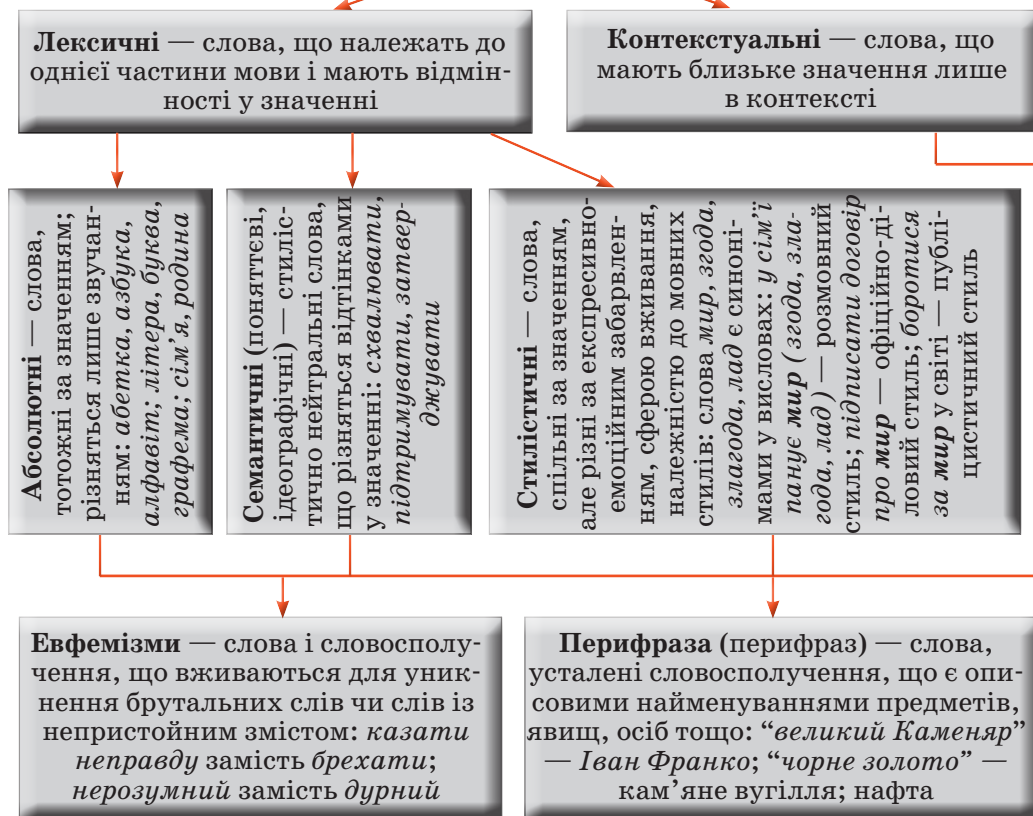 Лексичні — слова, що належать до
однієї частини мови і мають відмін-
ності у значенні
Контекстуальні — слова, що
мають близьке значення лише
в контексті
Абсолютні — слова,
тотожні за значенням;
різняться лише звучан-
ням: абетка, азбука,
алфавіт; літера, буква,
графема; сім’я, родина
Семантичні (поняттєві,
ідеографічні) — стиліс-
тично нейтральні слова,
що різняться відтінками
у значенні: схвалювати,
підтримувати, затвер-
джувати
Стилістичні — слова,
спільні за значенням,
але різні за експресивно-
емоційним забарвлен-
ням, сферою вживання,
належністю до мовних
стилів: слова мир, згода,
злагода, лад є синоні-
мами у висловах: у сім’ї
панує мир (згода, зла-
года, лад) — розмовний
стиль; підписати договір
про мир — офіційно-ді-
ловий стиль; боротися
за мир у світі — публі-
цистичний стиль
Евфемізми — слова і словосполу-
чення, що вживаються для уник-
нення брутальних слів чи слів із
непристойним змістом: казати
неправду замість брехати;
нерозумний замість дурний
Перифраза (перифраз) — слова,
усталені словосполучення, що є опи-
совими найменуваннями предметів,
явищ, осіб тощо: “великий Каменяр”
— Іван Франко; “чорне золото” —
кам’яне вугілля; нафта